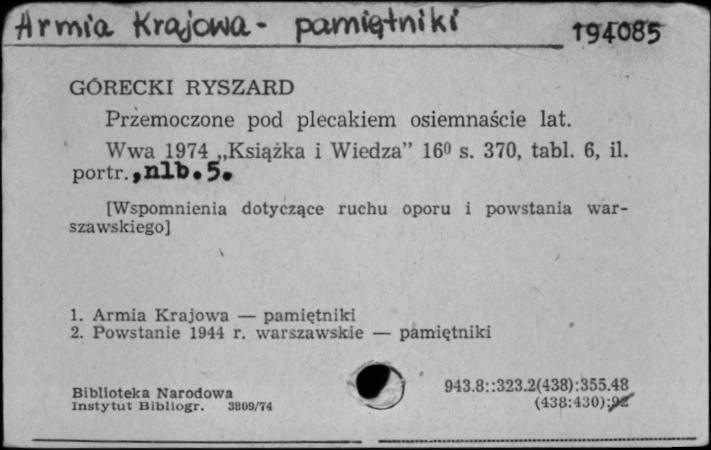 Armia Krajowa - pamiętniki
194085
GÓRECKI RYSZARD
Przemoczone pod plecakiem osiemnaście lat.
Wwa 1974 „Książka i Wiedza” 16⁰ s. 370, tabl. 6, il.
portr., nlb. 5.
[Wspomnienia dotyczące ruchu oporu i powstania war-
szawskiego]
1. Armia Krajowa — pamiętniki
2. Powstanie 1944 r. warszawskie — pamiętniki
Biblioteka Narodowa
Instytut Bibliogr. 3809/74
943.8::323.2(438):355.48
(438:430):92